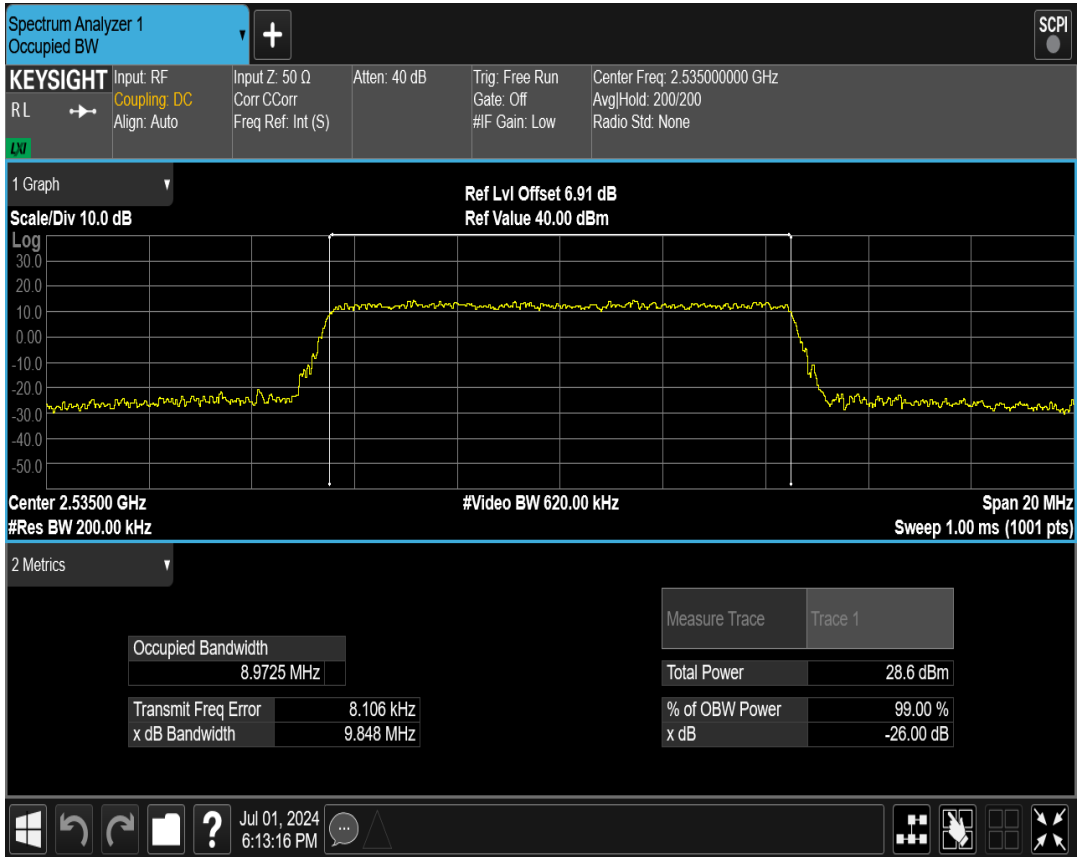 Spectrum Analyzer 1
Occupied BW
+
SCPI
KEYSIGHT
R L
LXI
Input: RF
Coupling: DC
Align: Auto
Input Z: 50 Ω
Corr CCorr
Freq Ref: Int (S)
Atten: 40 dB
Trig: Free Run
Gate: Off
#IF Gain: Low
Center Freq: 2.535000000 GHz
Avg|Hold: 200/200
Radio Std: None
1 Graph
Scale/Div 10.0 dB
Ref Lvl Offset 6.91 dB
Ref Value 40.00 dBm
Log
30.0
20.0
10.0
0.00
-10.0
-20.0
-30.0
-40.0
-50.0
Center 2.53500 GHz
#Video BW 620.00 kHz
Span 20 MHz
#Res BW 200.00 kHz
Sweep 1.00 ms (1001 pts)
2 Metrics
Measure Trace Trace 1
Occupied Bandwidth
8.9725 MHz
Total Power 28.6 dBm
Transmit Freq Error 8.106 kHz
% of OBW Power 99.00 %
x dB Bandwidth 9.848 MHz
x dB -26.00 dB
?
Jul 01, 2024
6:13:16 PM